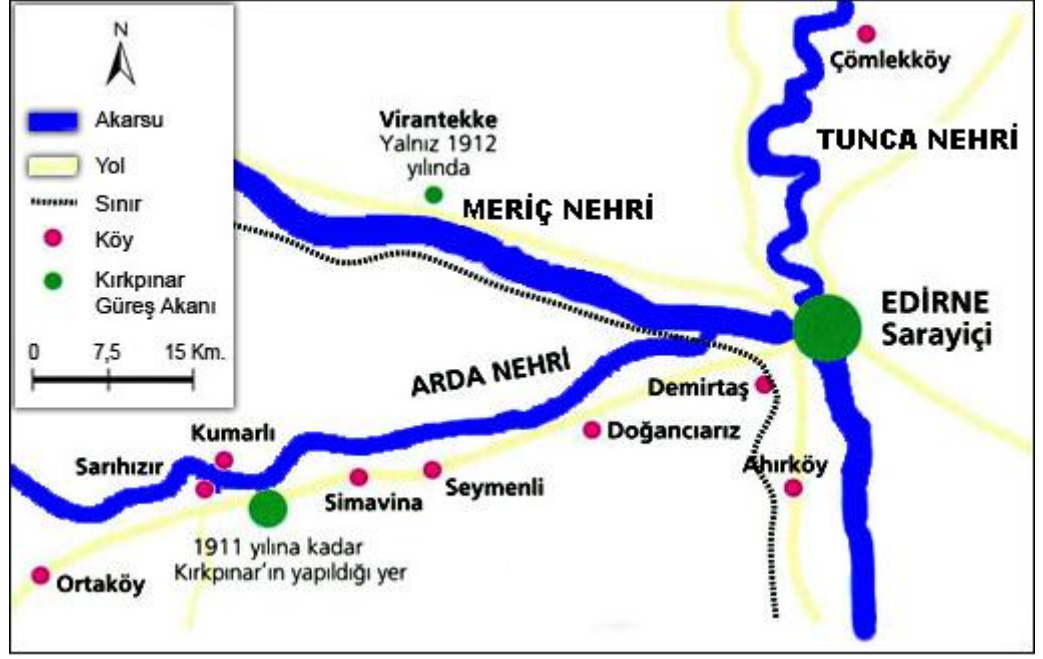 N
Akarsu
Yol
Sınır
Köy
Kırkpınar
Güreş Akanı
0 7,5 15 Km.
Çömlekköy
Virantekke
Yalnız 1912
yılında
TUNCA NEHRİ
MERİÇ NEHRİ
EDİRNE
Sarayiçi
ARDA NEHRİ
Demirtaş
Doğancıarız
Kumarlı
Sarıhızır
Ahırköy
Simavina
Seymenli
1911 yılına kadar
Kırkpınar'ın yapıldığı yer
Ortaköy